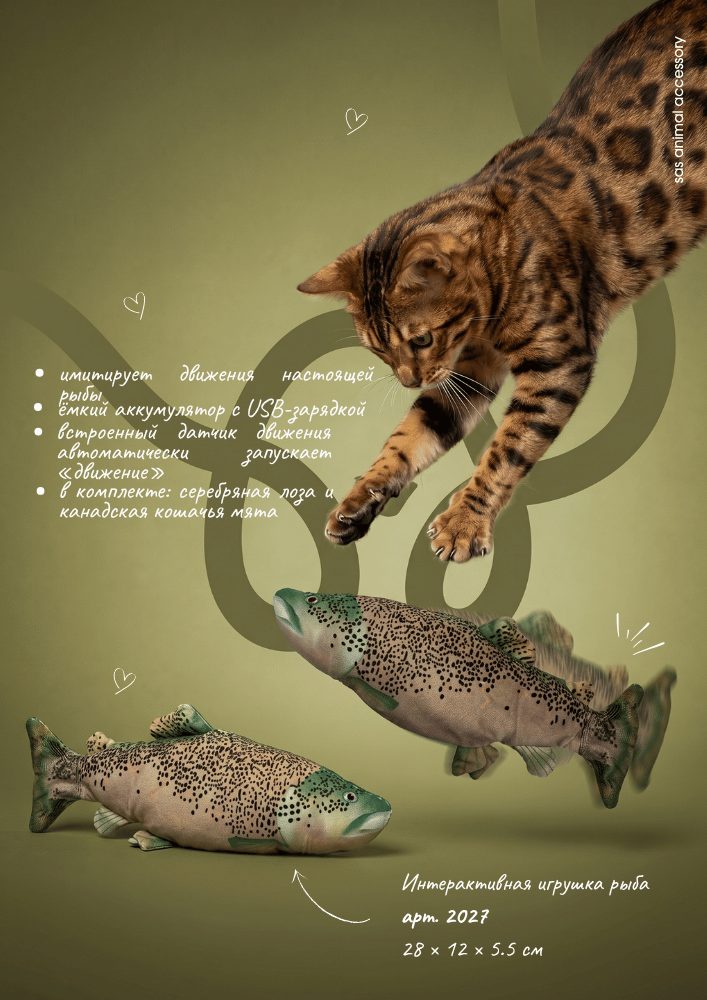 sas animal accessory
имитирует движения настоящей
рыбы
ёмкий аккумулятор с USB-зарядкой
встроенный датчик движения
автоматически запускает
«движение»
в комплекте: серебряная лоза и
канадская кошачья мята
Интерактивная игрушка рыба
арт. 2027
28 × 12 × 5.5 см